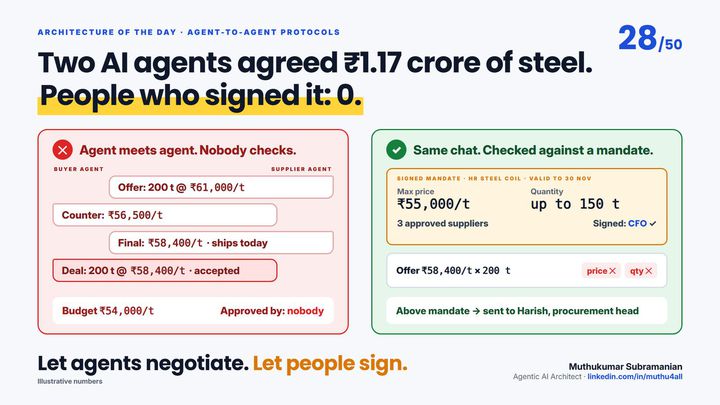 ARCHITECTURE OF THE DAY · AGENT-TO-AGENT PROTOCOLS
28/50
Two AI agents agreed ₹1.17 crore of steel.
People who signed it: 0.
Agent meets agent. Nobody checks.
BUYER AGENT
SUPPLIER AGENT
Offer: 200 t @ ₹61,000/t
Counter: ₹56,500/t
Final: ₹58,400/t · ships today
Deal: 200 t @ ₹58,400/t · accepted
Budget ₹54,000/t
Approved by: nobody
Same chat. Checked against a mandate.
SIGNED MANDATE · HR STEEL COIL · VALID TO 30 NOV
Max price
Quantity
₹55,000/t
up to 150 t
3 approved suppliers
Signed: CFO ✓
Offer ₹58,400/t × 200 t
price ✕
qty ✕
Above mandate → sent to Harish, procurement head
Let agents negotiate. Let people sign.
Illustrative numbers
Muthukumar Subramanian
Agentic AI Architect · linkedin.com/in/muthu4all